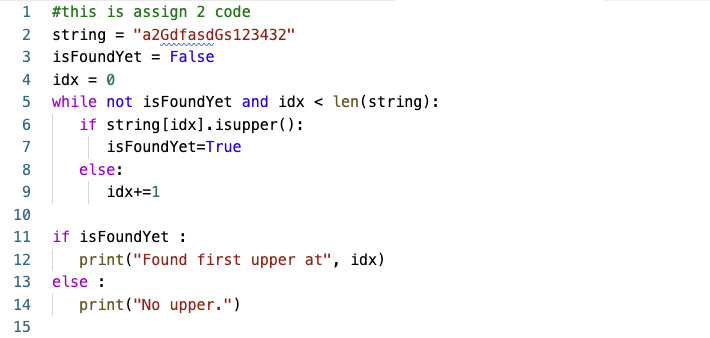 1 #this is assign 2 code
2 string = "a2GdfasdGs123432"
3 isFoundYet = False
4 idx = 0
5 while not isFoundYet and idx < len(string):
6    if string[idx].isupper():
7       isFoundYet=True
8    else:
9       idx+=1
10
11 if isFoundYet :
12    print("Found first upper at", idx)
13 else :
14    print("No upper.")
15